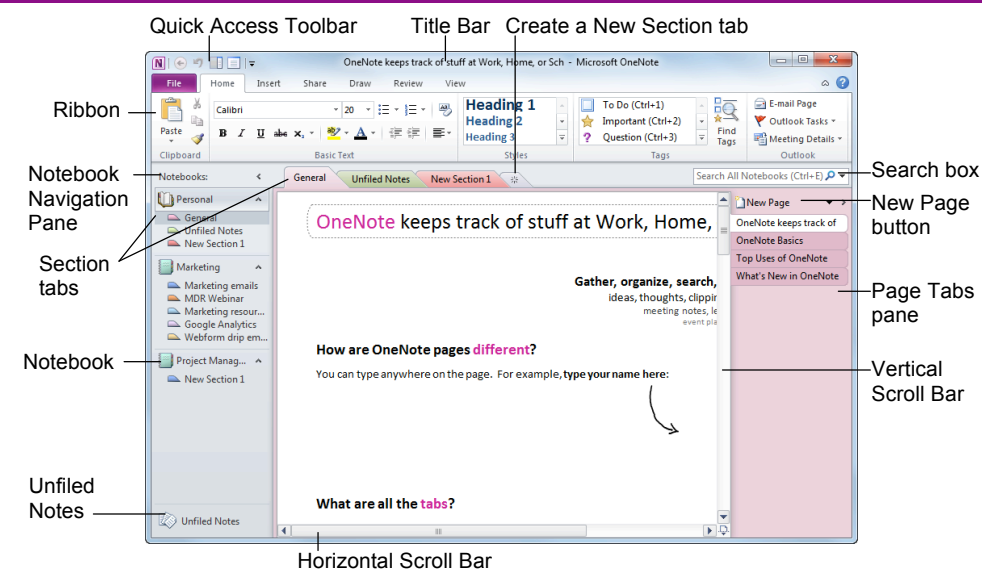 Quick Access Toolbar
Title Bar
Create a New Section tab
N
OneNote keeps track of stuff at Work, Home, or Sch - Microsoft OneNote
File Home Insert Share Draw Review View
?
Ribbon
Paste
Clipboard
Calibri 20
B I U abc x, ab A
Basic Text
Heading 1
Heading 2
Heading 3
Styles
To Do (Ctrl+1)
Important (Ctrl+2)
? Question (Ctrl+3)
Find
Tags
Tags
E-mail Page
Outlook Tasks
Meeting Details
Outlook
Notebook
Navigation
Pane
Notebooks:
General Unfiled Notes New Section 1
Search All Notebooks (Ctrl+E)
Search box
Personal
General
Unfiled Notes
New Section 1
Section
tabs
Marketing
Marketing emails
MDR Webinar
Marketing resour...
Google Analytics
Webform drip em...
Notebook
Project Manag...
New Section 1
Unfiled
Notes
Unfiled Notes
OneNote keeps track of stuff at Work, Home,
Gather, organize, search,
ideas, thoughts, clippin
meeting notes, le
event pla
How are OneNote pages different?
You can type anywhere on the page. For example, type your name here:
What are all the tabs?
New Page
OneNote keeps track of
OneNote Basics
Top Uses of OneNote
What's New in OneNote
New Page
button
Page Tabs
pane
Vertical
Scroll Bar
Horizontal Scroll Bar